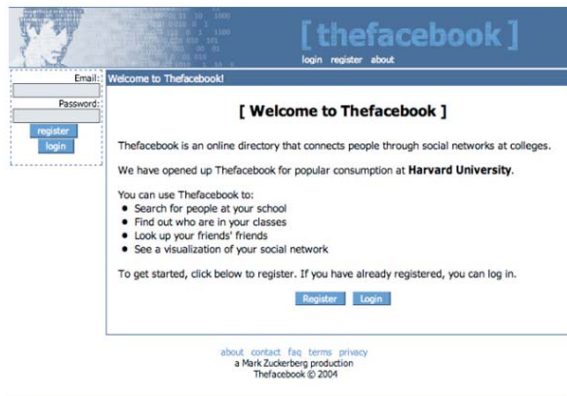 [ thefacebook ]
login register about
Email:
Password:
register
login
Welcome to Thefacebook!
[ Welcome to Thefacebook ]
Thefacebook is an online directory that connects people through social networks at colleges.
We have opened up Thefacebook for popular consumption at Harvard University.
You can use Thefacebook to:
• Search for people at your school
• Find out who are in your classes
• Look up your friends' friends
• See a visualization of your social network
To get started, click below to register. If you have already registered, you can log in.
Register Login
about contact faq terms privacy
a Mark Zuckerberg production
Thefacebook © 2004